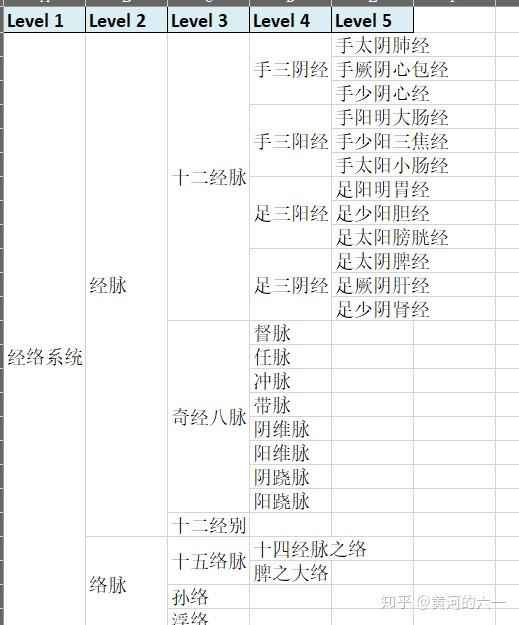 Level 1 Level 2 Level 3 Level 4 Level 5
手太阴肺经
手三阴经 手厥阴心包经
手少阴心经
手阳明大肠经
手三阳经 手少阳三焦经
手太阳小肠经
十二经脉
足阳明胃经
足三阳经 足少阳胆经
足太阳膀胱经
足太阴脾经
经脉 足三阴经 足厥阴肝经
足少阴肾经
督脉
经络系统 任脉
冲脉
带脉
奇经八脉
阴维脉
阳维脉
阴跷脉
阳跷脉
十二经别
十五络脉 十四经脉之络
脾之大络
络脉
孙络
浮络
知乎 @黄河的六一